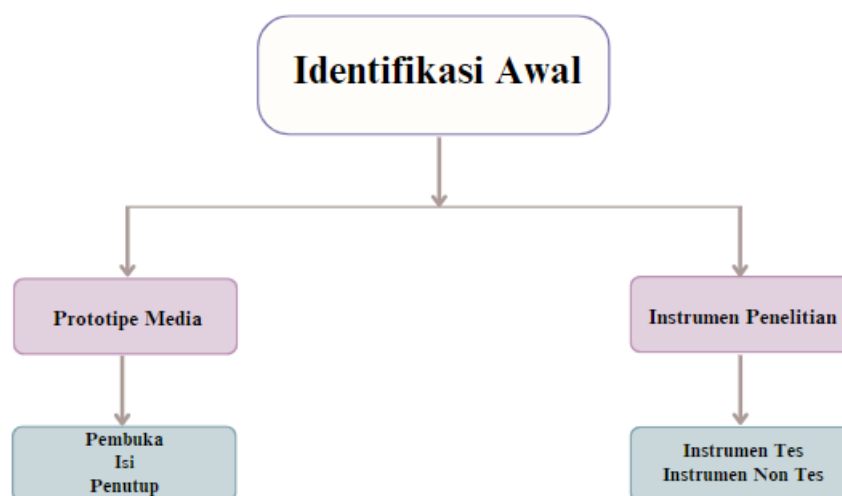 Identifikasi Awal
Prototipe Media
Instrumen Penelitian
Pembuka
Isi
Penutup
Instrumen Tes
Instrumen Non Tes